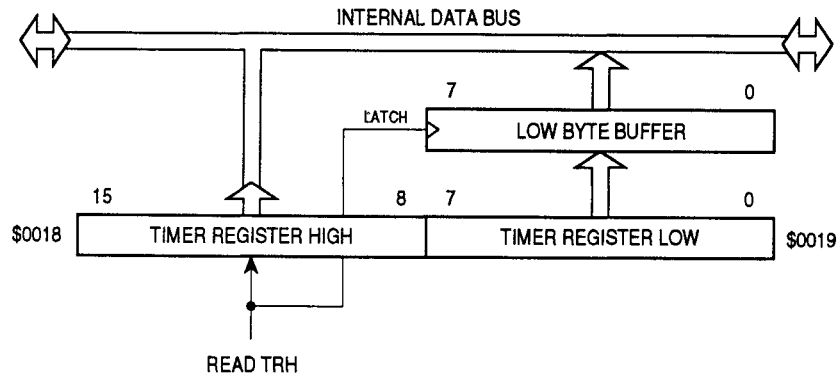 INTERNAL DATA BUS
7 0
LATCH
LOW BYTE BUFFER
15 8 7 0
$0018 TIMER REGISTER HIGH TIMER REGISTER LOW $0019
READ TRH